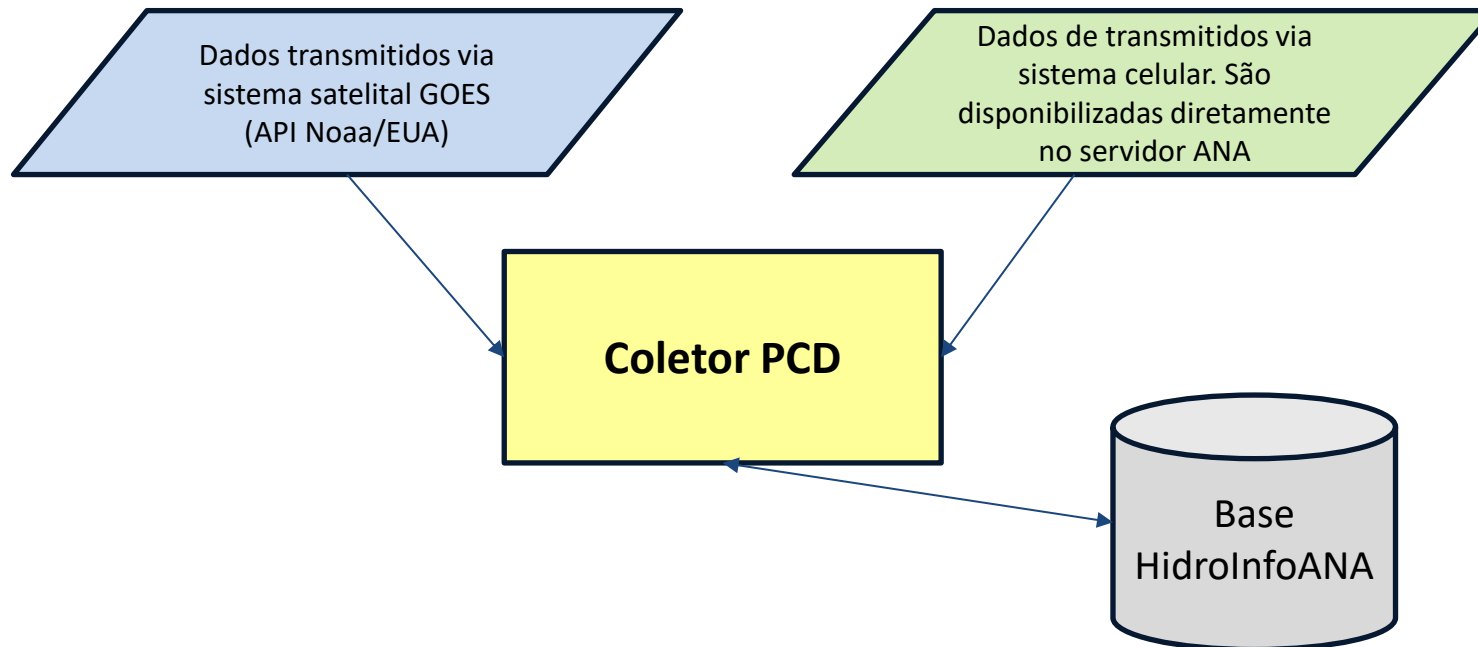 Dados transmitidos via
sistema satelital GOES
(API Noaa/EUA)
Dados de transmitidos via
sistema celular. São
disponibilizadas diretamente
no servidor ANA
Coletor PCD
Base
HidroInfoANA